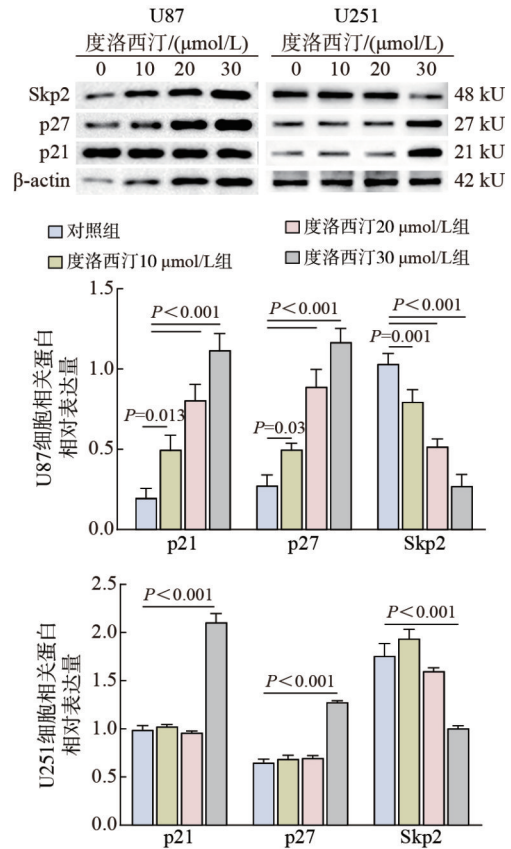 U87 U251
度洛西汀/(μmol/L) 度洛西汀/(μmol/L)
0 10 20 30 0 10 20 30
Skp2 48 kU
p27 27 kU
p21 21 kU
β-actin 42 kU
对照组 度洛西汀20 μmol/L组
度洛西汀10 μmol/L组 度洛西汀30 μmol/L组
U87细胞相关蛋白
相对表达量
1.5
1.0
0.5
0.0
P＜0.001 P＜0.001 P＜0.001
P=0.001
P=0.013 P=0.03
p21 p27 Skp2
U251细胞相关蛋白
相对表达量
2.5
2.0
1.5
1.0
0.5
0.0
P＜0.001 P＜0.001
P＜0.001
p21 p27 Skp2